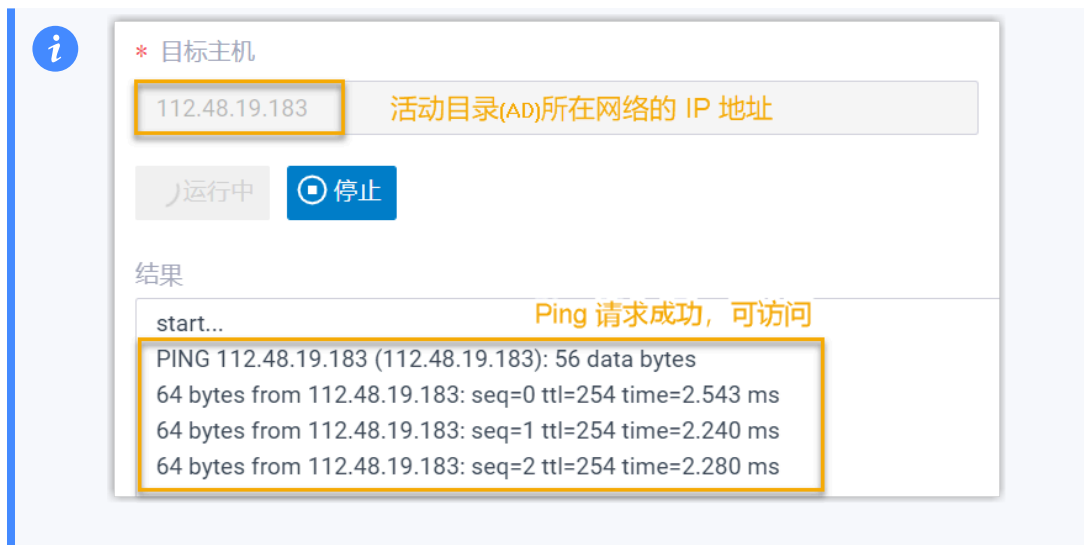 * 目标主机
112.48.19.183 活动目录(AD)所在网络的 IP 地址
运行中 停止
结果
Ping 请求成功，可访问
start...
PING 112.48.19.183 (112.48.19.183): 56 data bytes
64 bytes from 112.48.19.183: seq=0 ttl=254 time=2.543 ms
64 bytes from 112.48.19.183: seq=1 ttl=254 time=2.240 ms
64 bytes from 112.48.19.183: seq=2 ttl=254 time=2.280 ms